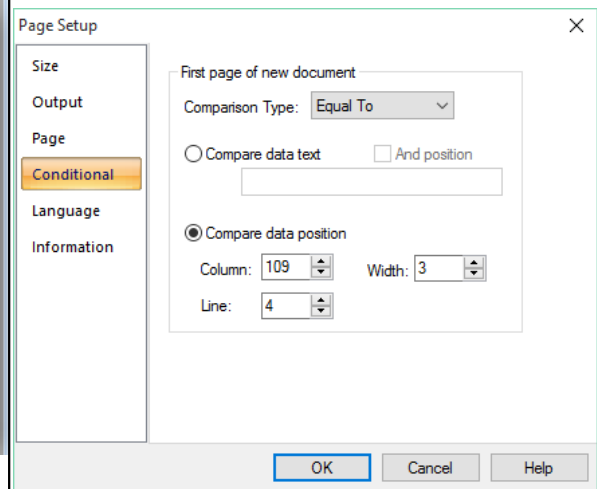 Page Setup
Size
Output
Page
Conditional
Language
Information
First page of new document
Comparison Type: Equal To
Compare data text And position
Compare data position
Column: 109 Width: 3
Line: 4
OK Cancel Help